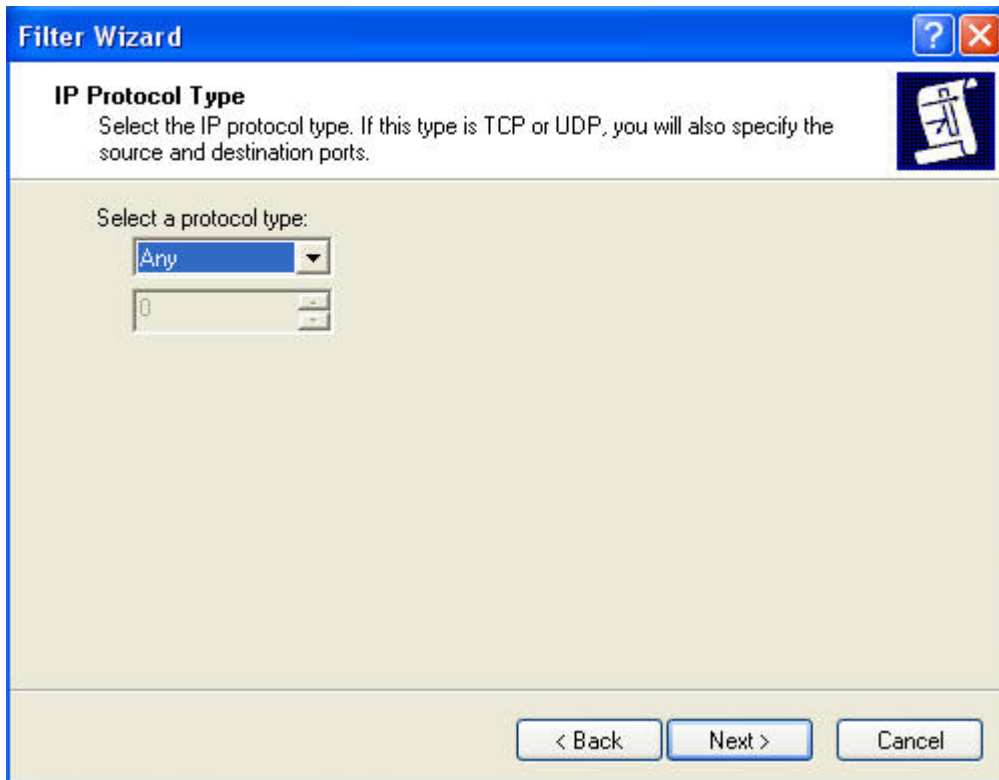 Filter Wizard
IP Protocol Type
Select the IP protocol type. If this type is TCP or UDP, you will also specify the
source and destination ports.
Select a protocol type:
Any
0
< Back
Next >
Cancel